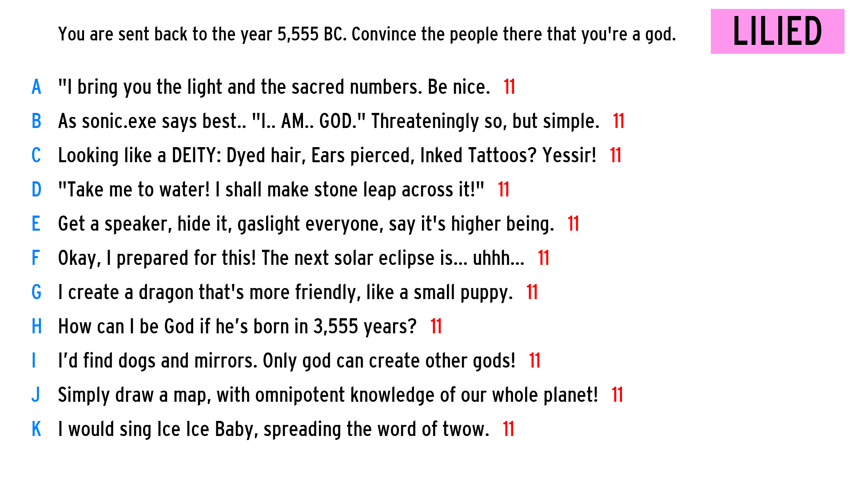 You are sent back to the year 5,555 BC. Convince the people there that you're a god.
LILIED
A "I bring you the light and the sacred numbers. Be nice. 11
B As sonic.exe says best.. "I.. AM.. GOD." Threateningly so, but simple. 11
C Looking like a DEITY: Dyed hair, Ears pierced, Inked Tattoos? Yessir! 11
D "Take me to water! I shall make stone leap across it!" 11
E Get a speaker, hide it, gaslight everyone, say it's higher being. 11
F Okay, I prepared for this! The next solar eclipse is... uhhh... 11
G I create a dragon that's more friendly, like a small puppy. 11
H How can I be God if he’s born in 3,555 years? 11
I I’d find dogs and mirrors. Only god can create other gods! 11
J Simply draw a map, with omnipotent knowledge of our whole planet! 11
K I would sing Ice Ice Baby, spreading the word of twow. 11